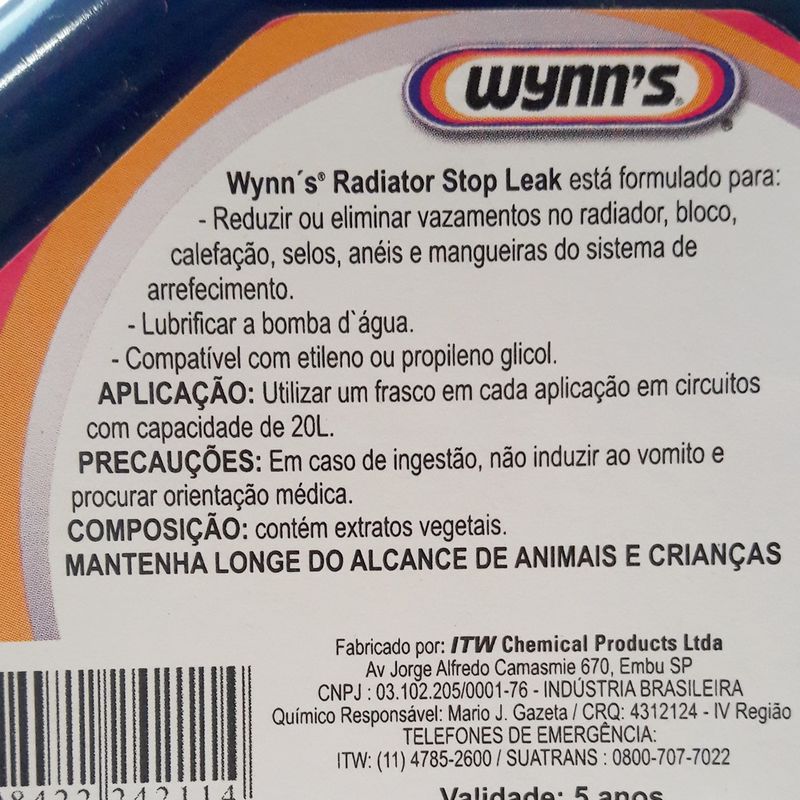 WYNN'S®
Wynn´s® Radiator Stop Leak está formulado para:
- Reduzir ou eliminar vazamentos no radiador, bloco,
calefação, selos, anéis e mangueiras do sistema de
arrefecimento.
- Lubrificar a bomba d`água.
- Compatível com etileno ou propileno glicol.
APLICAÇÃO: Utilizar um frasco em cada aplicação em circuitos
com capacidade de 20L.
PRECAUÇÕES: Em caso de ingestão, não induzir ao vomito e
procurar orientação médica.
COMPOSIÇÃO: contém extratos vegetais.
MANTENHA LONGE DO ALCANCE DE ANIMAIS E CRIANÇAS
Fabricado por: ITW Chemical Products Ltda
Av Jorge Alfredo Camasmie 670, Embu SP
CNPJ : 03.102.205/0001-76 - INDÚSTRIA BRASILEIRA
Químico Responsável: Mario J. Gazeta / CRQ: 4312124 - IV Região
TELEFONES DE EMERGÊNCIA:
ITW: (11) 4785-2600 / SUATRANS : 0800-707-7022
Validade: 5 anos
98422 242114